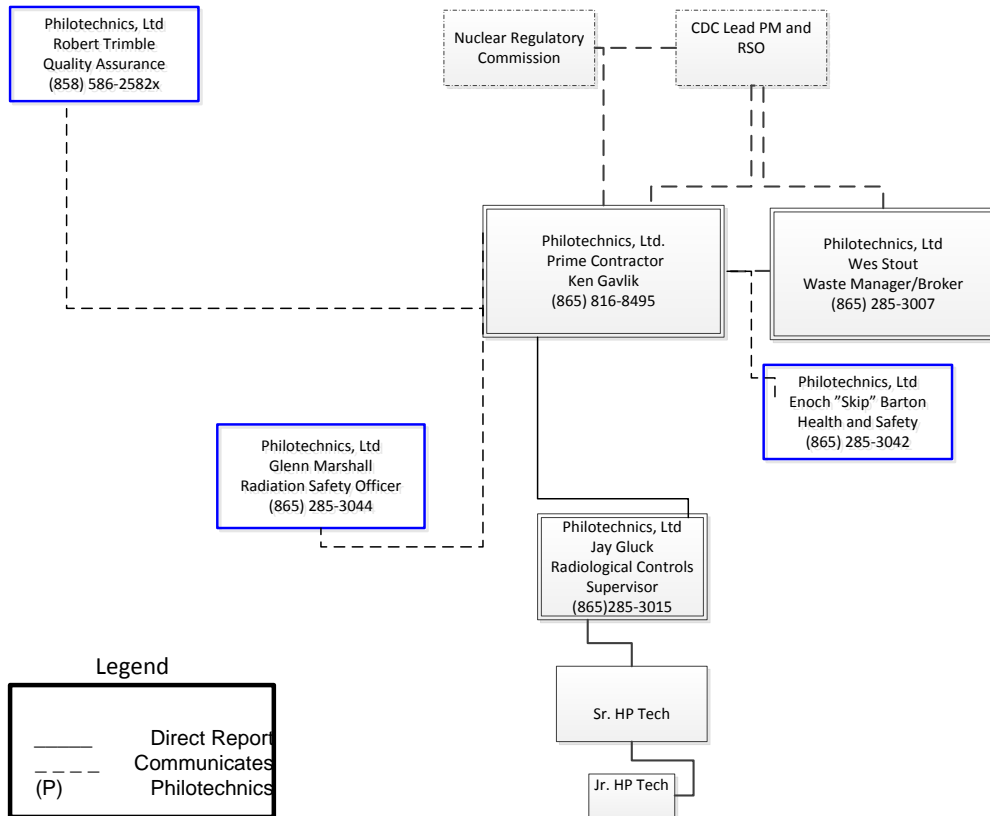 Philotechnics, Ltd
Robert Trimble
Quality Assurance
(858) 586-2582x
Nuclear Regulatory
Commission
CDC Lead PM and
RSO
Philotechnics, Ltd.
Prime Contractor
Ken Gavlik
(865) 816-8495
Philotechnics, Ltd
Wes Stout
Waste Manager/Broker
(865) 285-3007
Philotechnics, Ltd
Enoch ”Skip” Barton
Health and Safety
(865) 285-3042
Philotechnics, Ltd
Glenn Marshall
Radiation Safety Officer
(865) 285-3044
Philotechnics, Ltd
Jay Gluck
Radiological Controls
Supervisor
(865)285-3015
Sr. HP Tech
Jr. HP Tech
Legend
Direct Report
Communicates
(P) Philotechnics